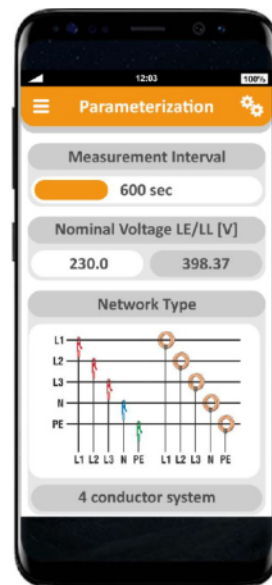 12:03 100%
Parameterization
Measurement Interval
600 sec
Nominal Voltage LE/LL [V]
230.0 398.37
Network Type
L1
L2
L3
N
PE
L1 L2 L3 N PE L1 L2 L3 N PE
4 conductor system